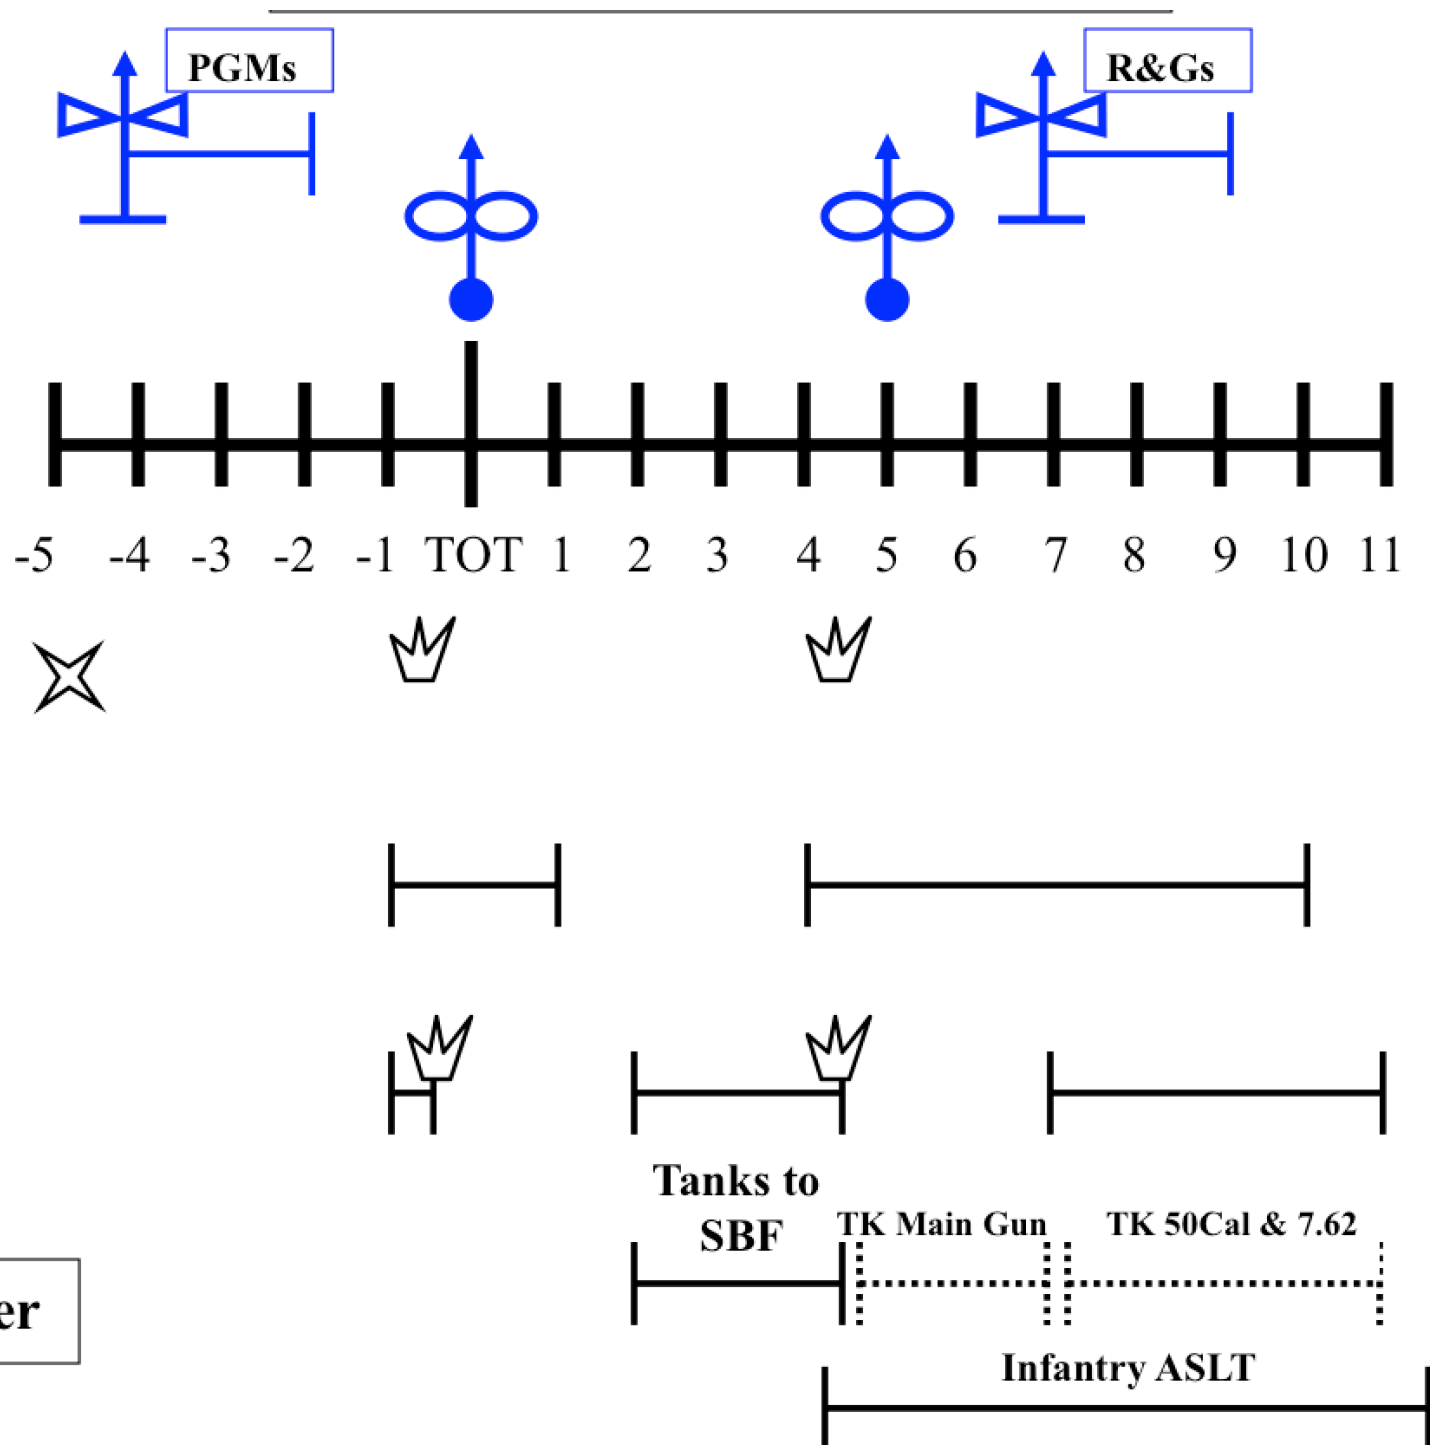 PGMs
R&Gs
-5 -4 -3 -2 -1 TOT 1 2 3 4 5 6 7 8 9 10 11
Tanks to
SBF
TK Main Gun
TK 50Cal & 7.62
er
Infantry ASLT